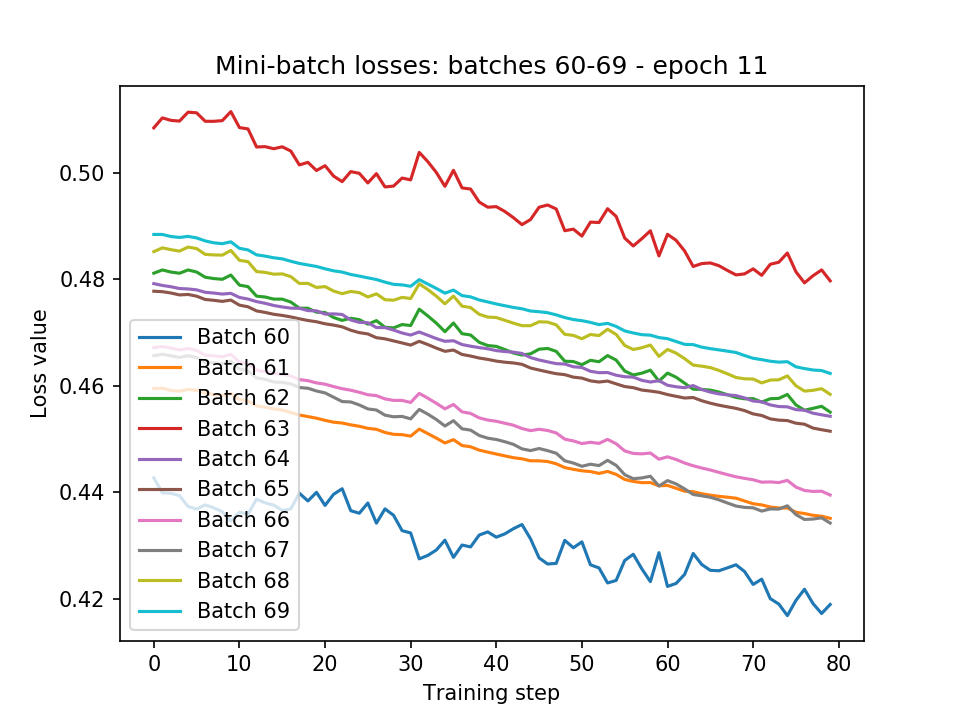 Mini-batch losses: batches 60-69 - epoch 11
Loss value
0.50
0.48
0.46
0.44
0.42
Batch 60
Batch 61
Batch 62
Batch 63
Batch 64
Batch 65
Batch 66
Batch 67
Batch 68
Batch 69
0 10 20 30 40 50 60 70 80
Training step